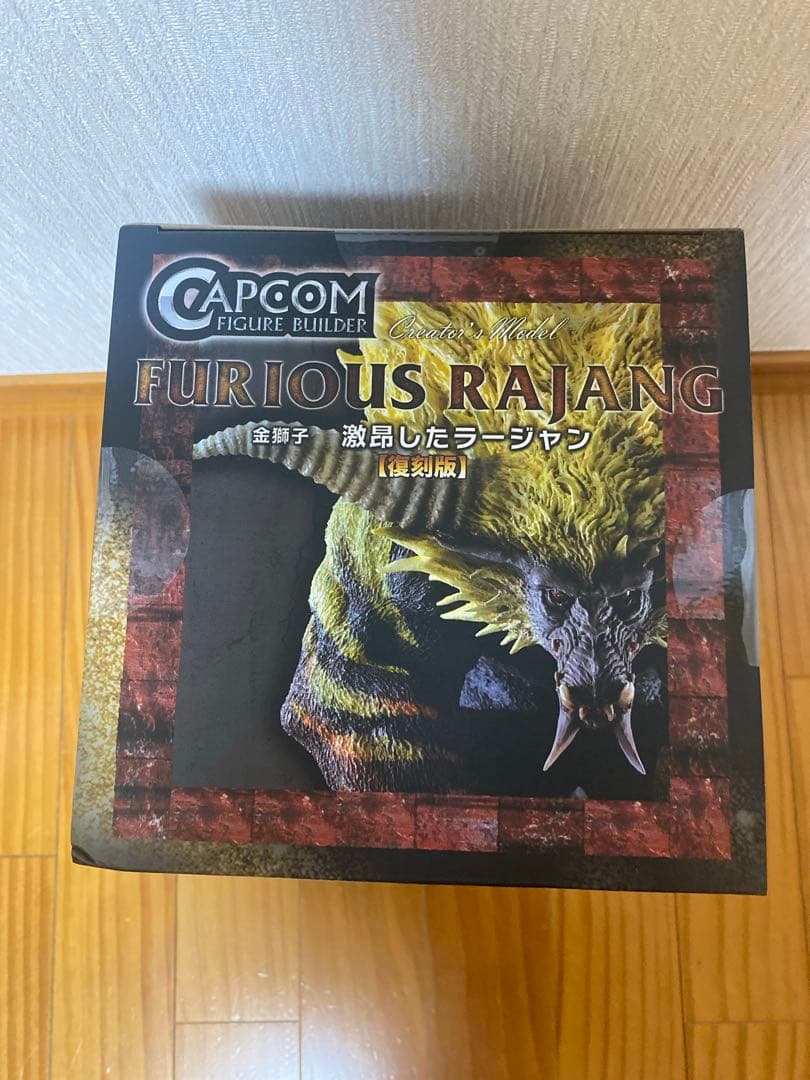 CAPCOM
FIGURE BUILDER
Creator's Model
FURIOUS RAJANG
金獅子 激昂したラージャン
【復刻版】